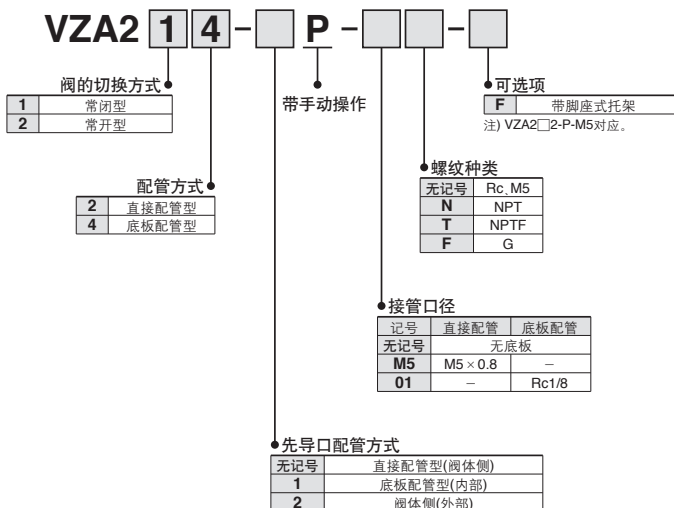 VZA2 1 4 - □ P - □ □ - □
阀的切换方式
1 常闭型
2 常开型
带手动操作
可选项
F 带脚座式托架
注) VZA2□2-P-M5对应。
配管方式
2 直接配管型
4 底板配管型
螺纹种类
无记号 Rc、M5
N NPT
T NPTF
F G
接管口径
记号 直接配管 底板配管
无记号 无底板
M5 M5×0.8 －
01 － Rc1/8
先导口配管方式
无记号 直接配管型(阀体侧)
1 底板配管型(内部)
2 阀体侧(外部)